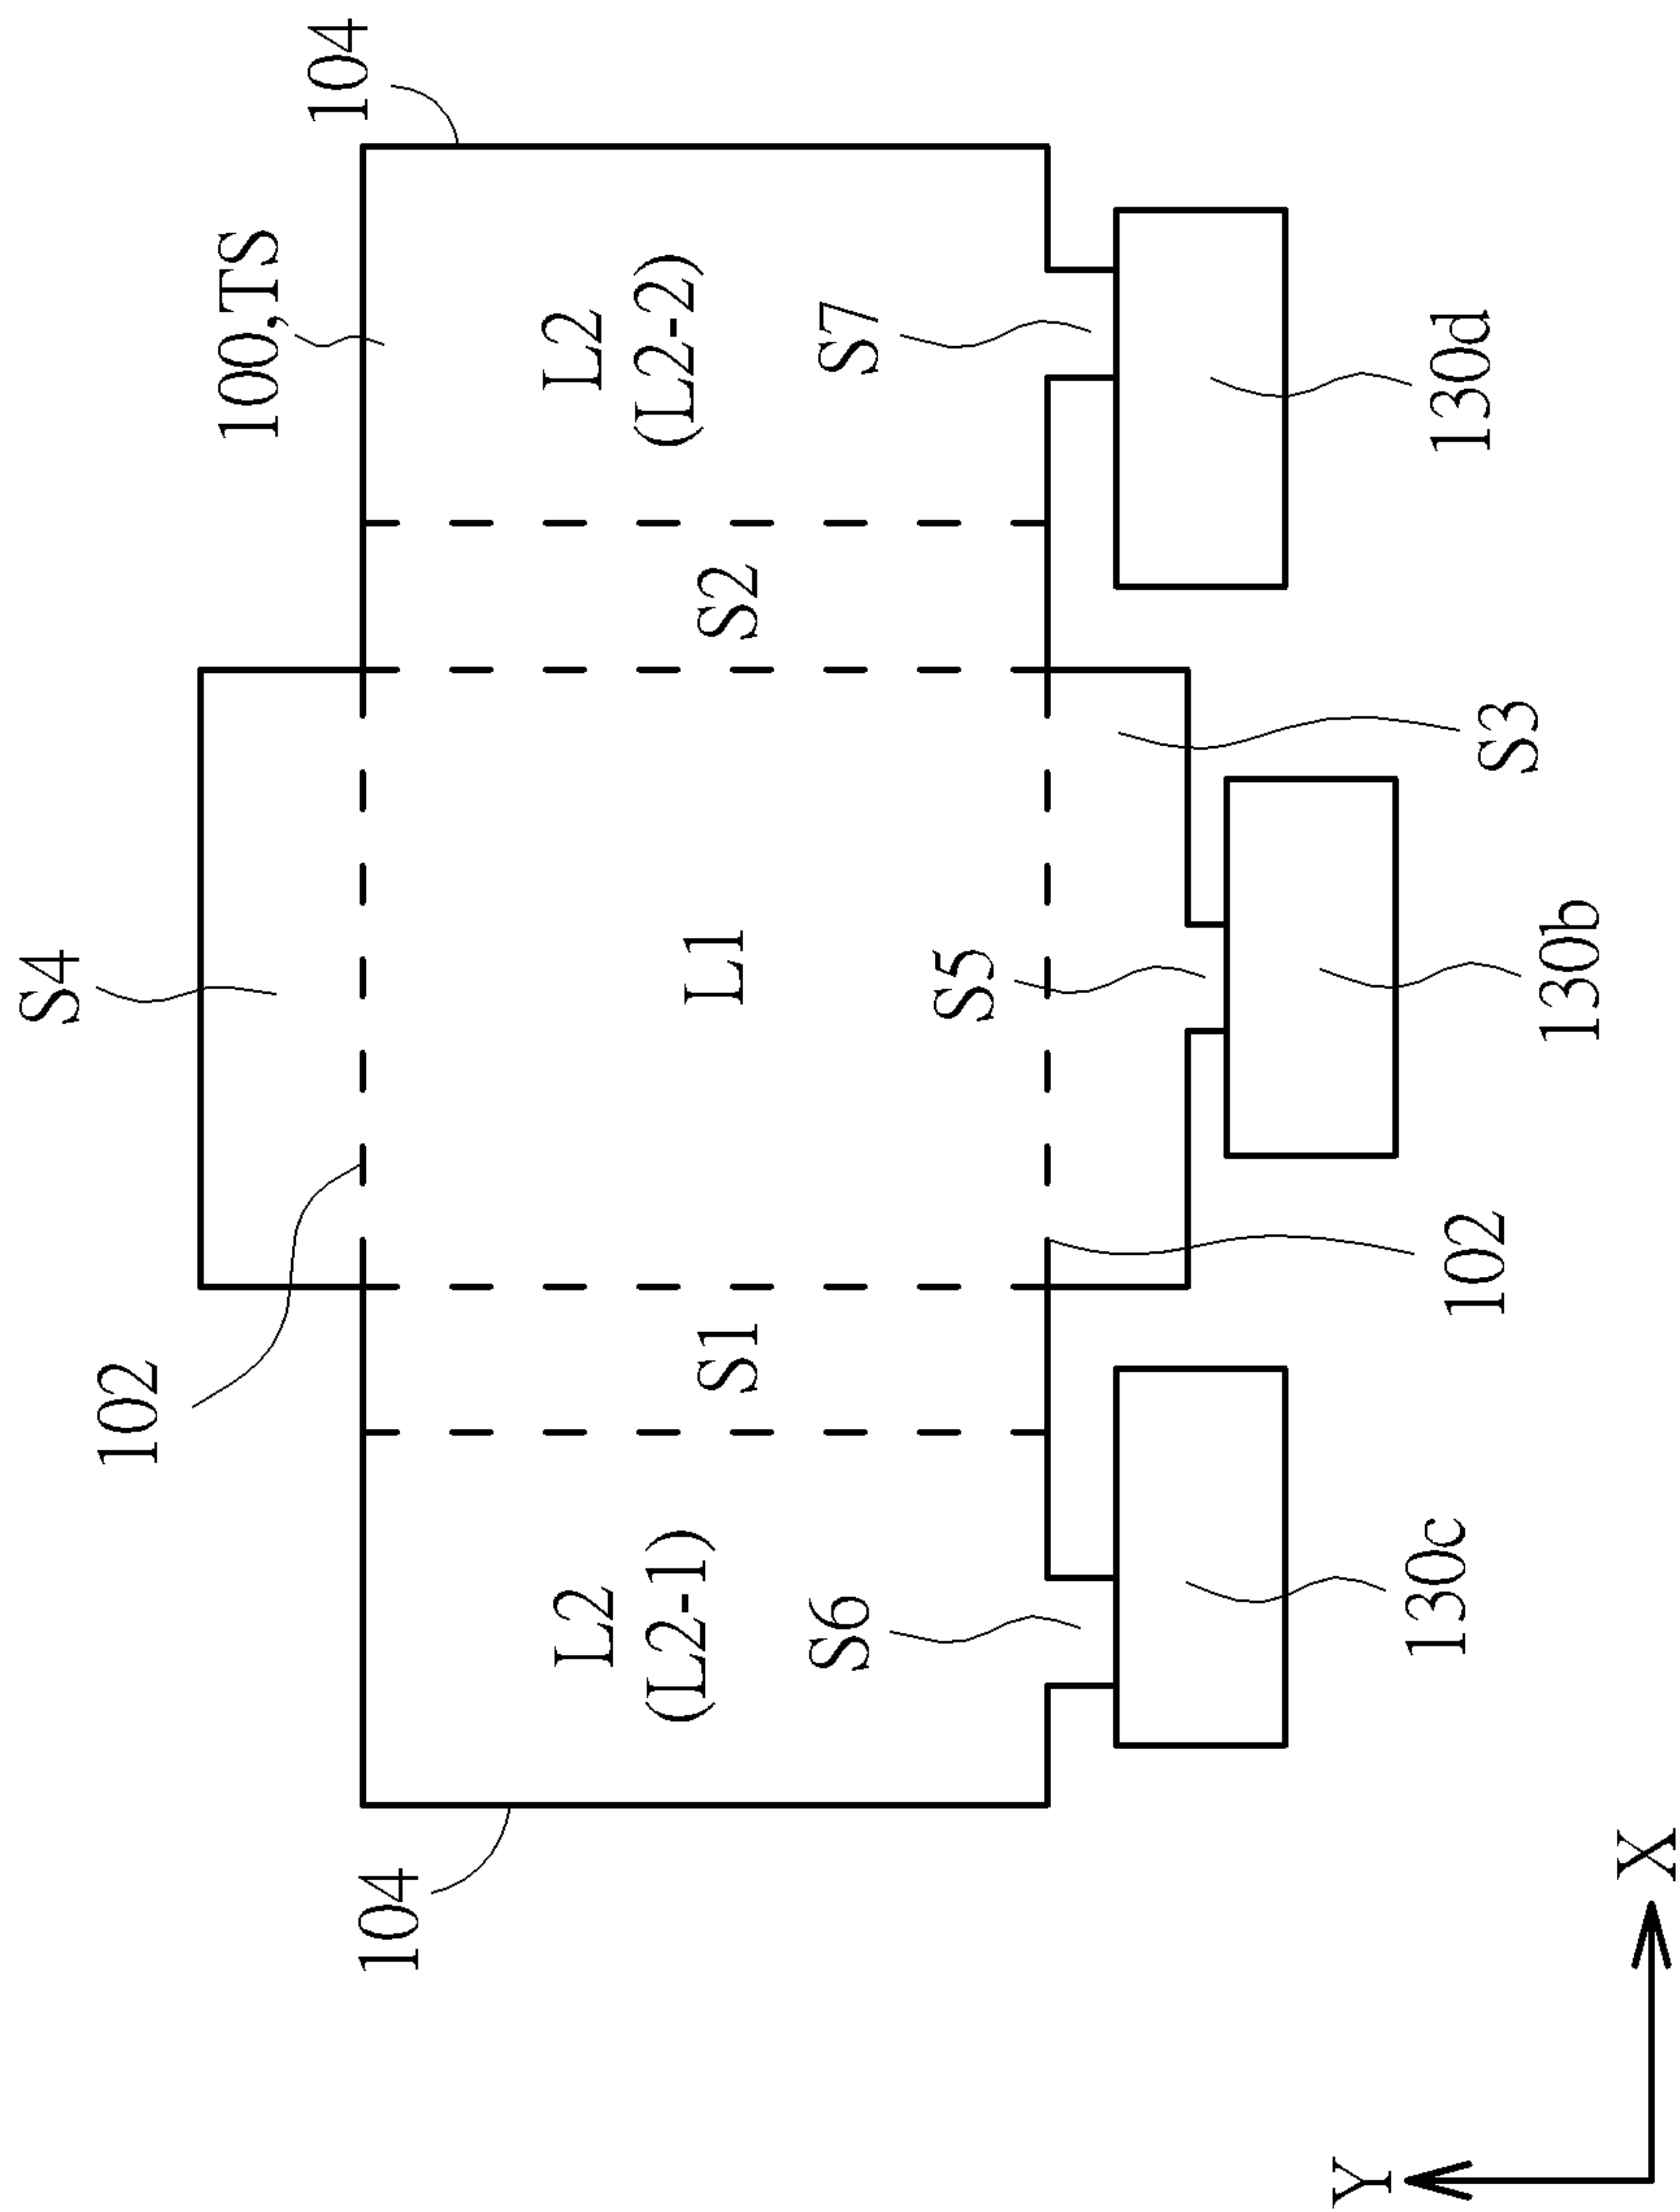 S4
102
100,TS
104
104
L2
(L2-1)
L2
(L2-2)
S1
L1
S2
S6
S7
S5
130c
102
130d
S3
130b
Y
X